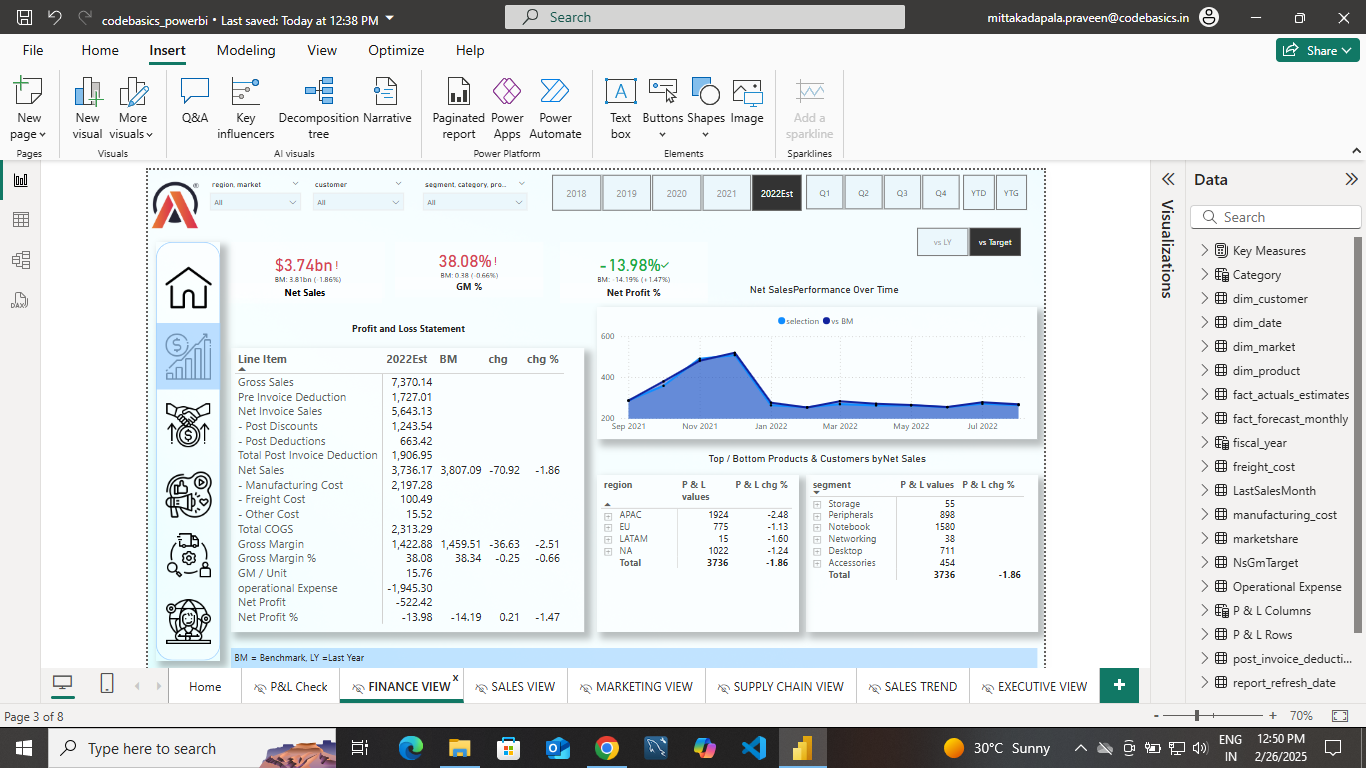 codebasics_powerbi • Last saved: Today at 12:38 PM
Search
mittakadapala.praveen@codebasics.in
File Home Insert Modeling View Optimize Help
Share
New page
New visual
More visuals
Q&A
Key influencers
Decomposition tree
Narrative
Paginated report
Power Apps
Power Automate
Text box
Buttons
Shapes
Image
Add a sparkline
Pages Visuals AI visuals Power Platform Elements Sparklines
region, market
All
customer
All
segment, category, pro...
All
2018 2019 2020 2021 2022Est Q1 Q2 Q3 Q4 YTD YTG
vs LY vs Target
$3.74bn!
BM: 3.81bn (-1.86%)
Net Sales
38.08%!
BM: 0.38 (-0.66%)
GM %
-13.98%✓
BM: -14.19% (+1.47%)
Net Profit %
Net SalesPerformance Over Time
selection vs BM
600
400
200
Sep 2021 Nov 2021 Jan 2022 Mar 2022 May 2022 Jul 2022
Profit and Loss Statement
Line Item 2022Est BM chg chg %
Gross Sales 7,370.14
Pre Invoice Deduction 1,727.01
Net Invoice Sales 5,643.13
- Post Discounts 1,243.54
- Post Deductions 663.42
Total Post Invoice Deduction 1,906.95
Net Sales 3,736.17 3,807.09 -70.92 -1.86
- Manufacturing Cost 2,197.28
- Freight Cost 100.49
- Other Cost 15.52
Total COGS 2,313.29
Gross Margin 1,422.88 1,459.51 -36.63 -2.51
Gross Margin % 38.08 38.34 -0.25 -0.66
GM / Unit 15.76
operational Expense -1,945.30
Net Profit -522.42
Net Profit % -13.98 -14.19 0.21 -1.47
Top / Bottom Products & Customers byNet Sales
region P & L values P & L chg %
APAC 1924 -2.48
EU 775 -1.13
LATAM 15 -1.60
NA 1022 -1.24
Total 3736 -1.86
segment P & L values P & L chg %
Storage 55
Peripherals 898
Notebook 1580
Networking 38
Desktop 711
Accessories 454
Total 3736 -1.86
BM = Benchmark, LY =Last Year
Visualizations
Data
Search
Key Measures
Category
dim_customer
dim_date
dim_market
dim_product
fact_actuals_estimates
fact_forecast_monthly
fiscal_year
freight_cost
LastSalesMonth
manufacturing_cost
marketshare
NsGmTarget
Operational Expense
P & L Columns
P & L Rows
post_invoice_deducti...
report_refresh_date
Home P&L Check FINANCE VIEW x SALES VIEW MARKETING VIEW SUPPLY CHAIN VIEW SALES TREND EXECUTIVE VIEW +
Page 3 of 8
- + 70%
Type here to search
30°C Sunny
ENG
IN
12:50 PM
2/26/2025